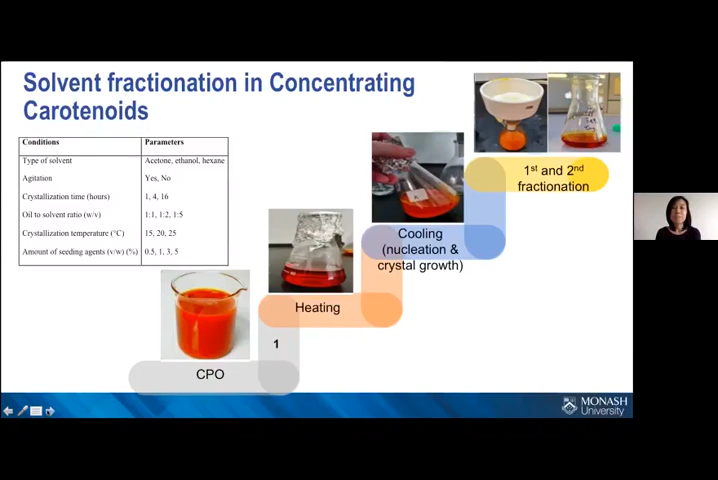 Solvent fractionation in Concentrating
Carotenoids
Conditions Parameters
Type of solvent Acetone, ethanol, hexane
Agitation Yes, No
Crystallization time (hours) 1, 4, 16
Oil to solvent ratio (w/v) 1:1, 1:2, 1:5
Crystallization temperature (°C) 15, 20, 25
Amount of seeding agents (v/w) (%) 0.5, 1, 3, 5
1st and 2nd
fractionation
Cooling
(nucleation &
crystal growth)
Heating
1
CPO
MONASH
University